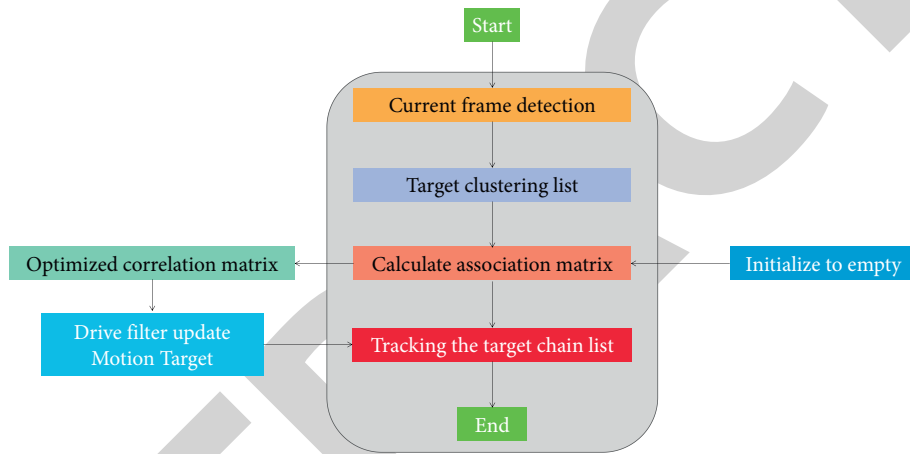 Start
Current frame detection
Target clustering list
Optimized correlation matrix
Calculate association matrix
Initialize to empty
Drive filter update
Motion Target
Tracking the target chain list
End